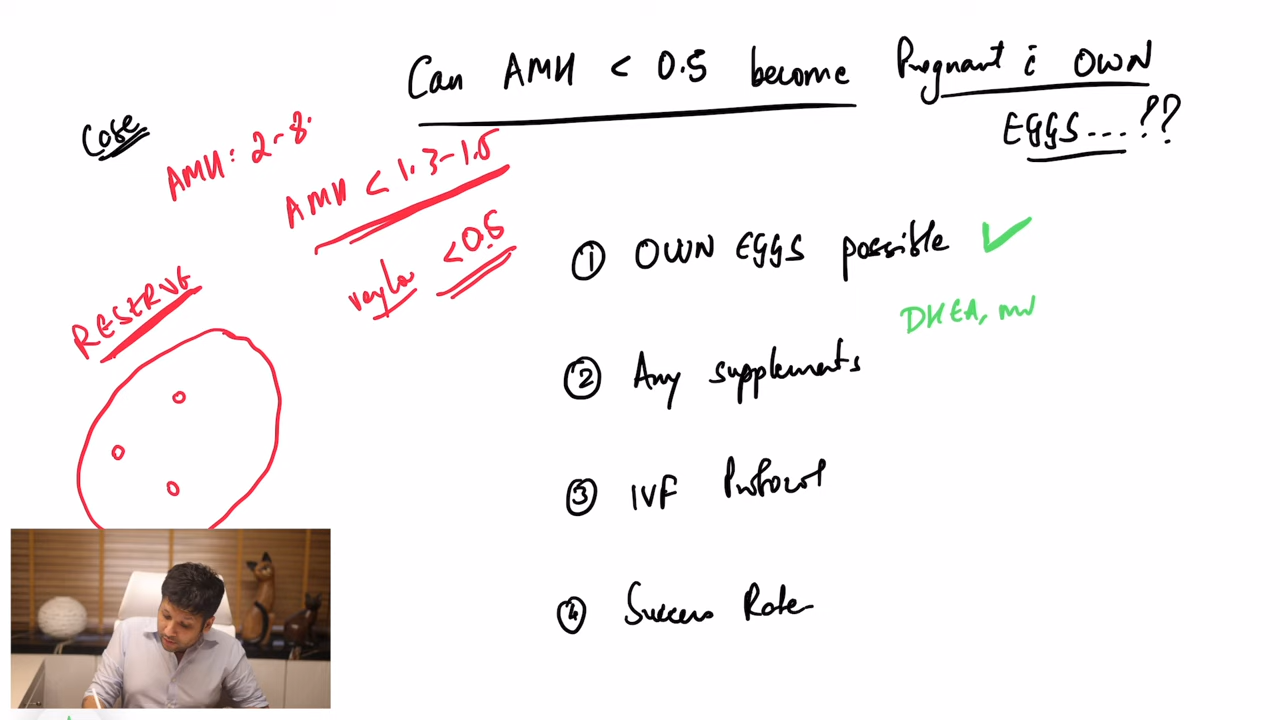 Can AMH < 0.5 become Pregnant c̄ OWN
EGGS...??
Case
AMH: 2-8
AMH < 1.3-1.5
very low < 0.5
RESERVE
① OWN EGGS possible ✓
DHEA,
② Any supplements
③ IVF Protocol
④ Success Rate